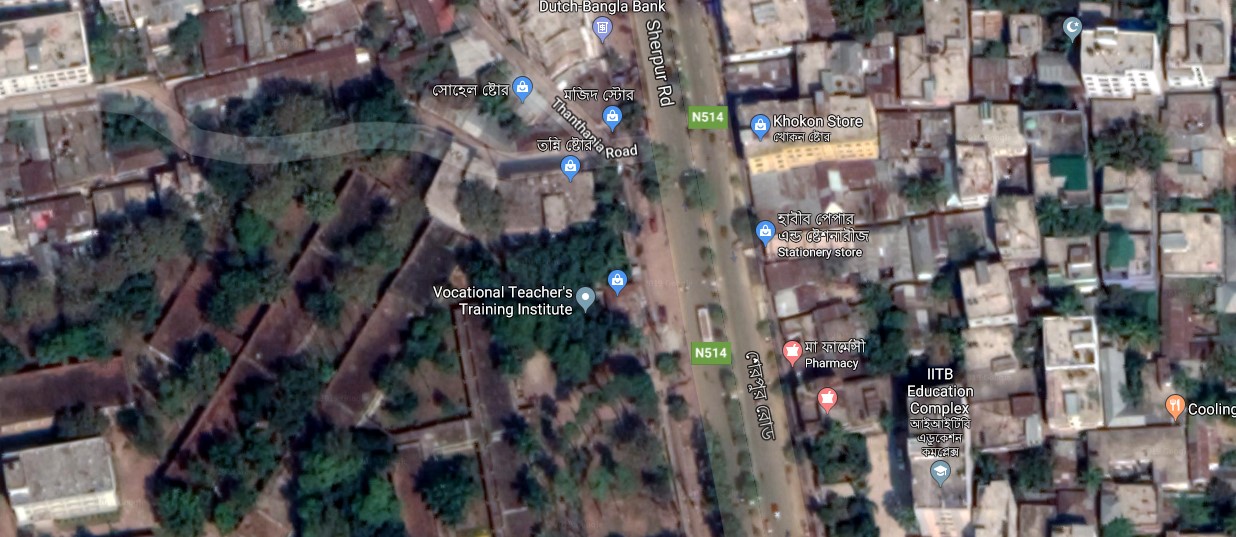 Dutch-Bangla Bank
Sherpur Rd
সোহেল ষ্টোর
মজিদ স্টোর
N514
Khokon Store
খোকন ষ্টোর
Thanthania Road
তন্নি ষ্টোর
হাবীব পেপার
এন্ড ষ্টেশনারীজ
Stationery store
Vocational Teacher's
Training Institute
N514
শেরপুর রোড
মা ফার্মেসী
Pharmacy
IITB
Education
Complex
আইআইটিবি
এডুকেশন
কমপ্লেক্স
Cooling